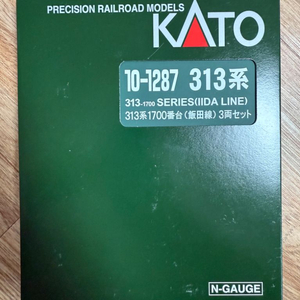 PRECISION RAILROAD MODELS
KATO
10-1287 313系
313-1700 SERIES(IIDA LINE)
313系1700番台（飯田線）3両セット
N-GAUGE